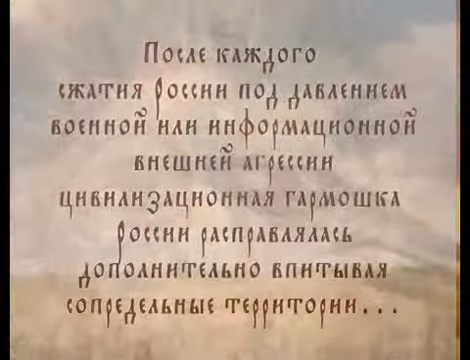 После каждого
сжатия России под давлением
военной или информационной
внешней агрессии
цивилизационная гармошка
России расправлялась
дополнительно впитывая
сопредельные территории...